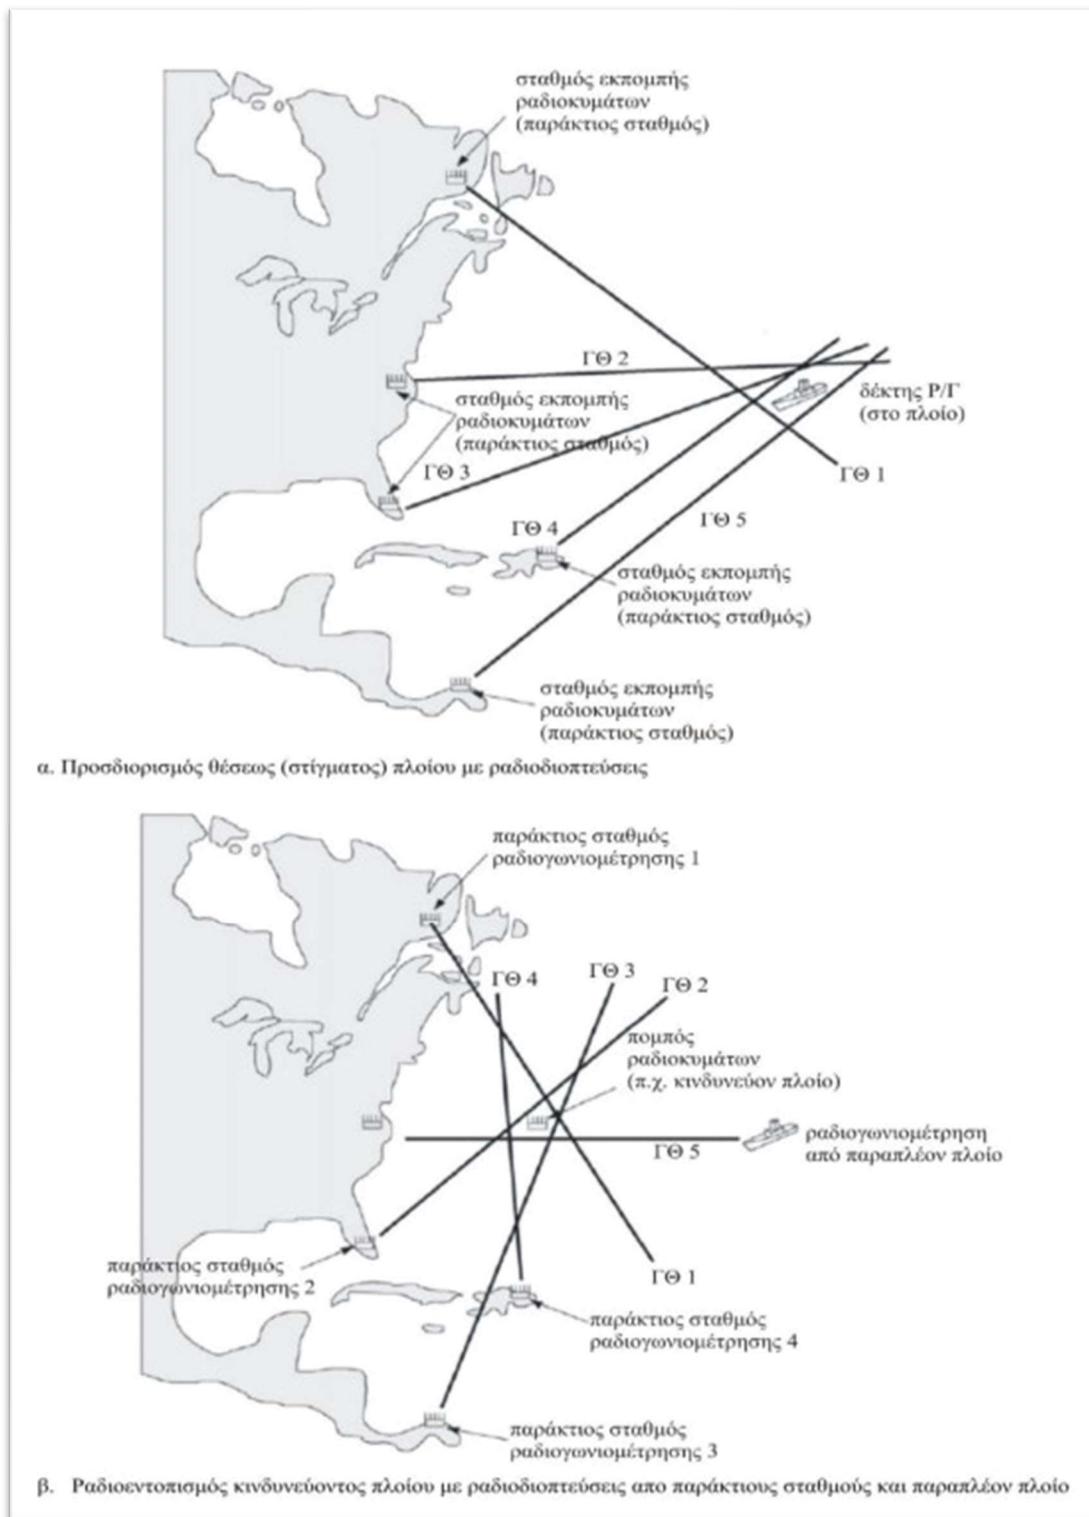 σταθμός εκπομπής
ραδιοκυμάτων
(παράκτιος σταθμός)
ΓΘ 2
δέκτης Ρ/Γ
(στο πλοίο)
σταθμός εκπομπής
ραδιοκυμάτων
(παράκτιος σταθμός)
ΓΘ 3
ΓΘ 1
ΓΘ 5
ΓΘ 4
σταθμός εκπομπής
ραδιοκυμάτων
(παράκτιος σταθμός)
σταθμός εκπομπής
ραδιοκυμάτων
(παράκτιος σταθμός)
α. Προσδιορισμός θέσεως (στίγματος) πλοίου με ραδιοδιοπτεύσεις
παράκτιος σταθμός
ραδιογωνιομέτρησης 1
ΓΘ 4
ΓΘ 3
ΓΘ 2
πομπός
ραδιοκυμάτων
(π.χ. κινδυνεύον πλοίο)
ραδιογωνιομέτρηση
από παραπλέον πλοίο
ΓΘ 5
παράκτιος σταθμός
ραδιογωνιομέτρησης 2
ΓΘ 1
παράκτιος σταθμός
ραδιογωνιομέτρησης 4
παράκτιος σταθμός
ραδιογωνιομέτρησης 3
β. Ραδιοεντοπισμός κινδυνεύοντος πλοίου με ραδιοδιοπτεύσεις απο παράκτιους σταθμούς και παραπλέον πλοίο